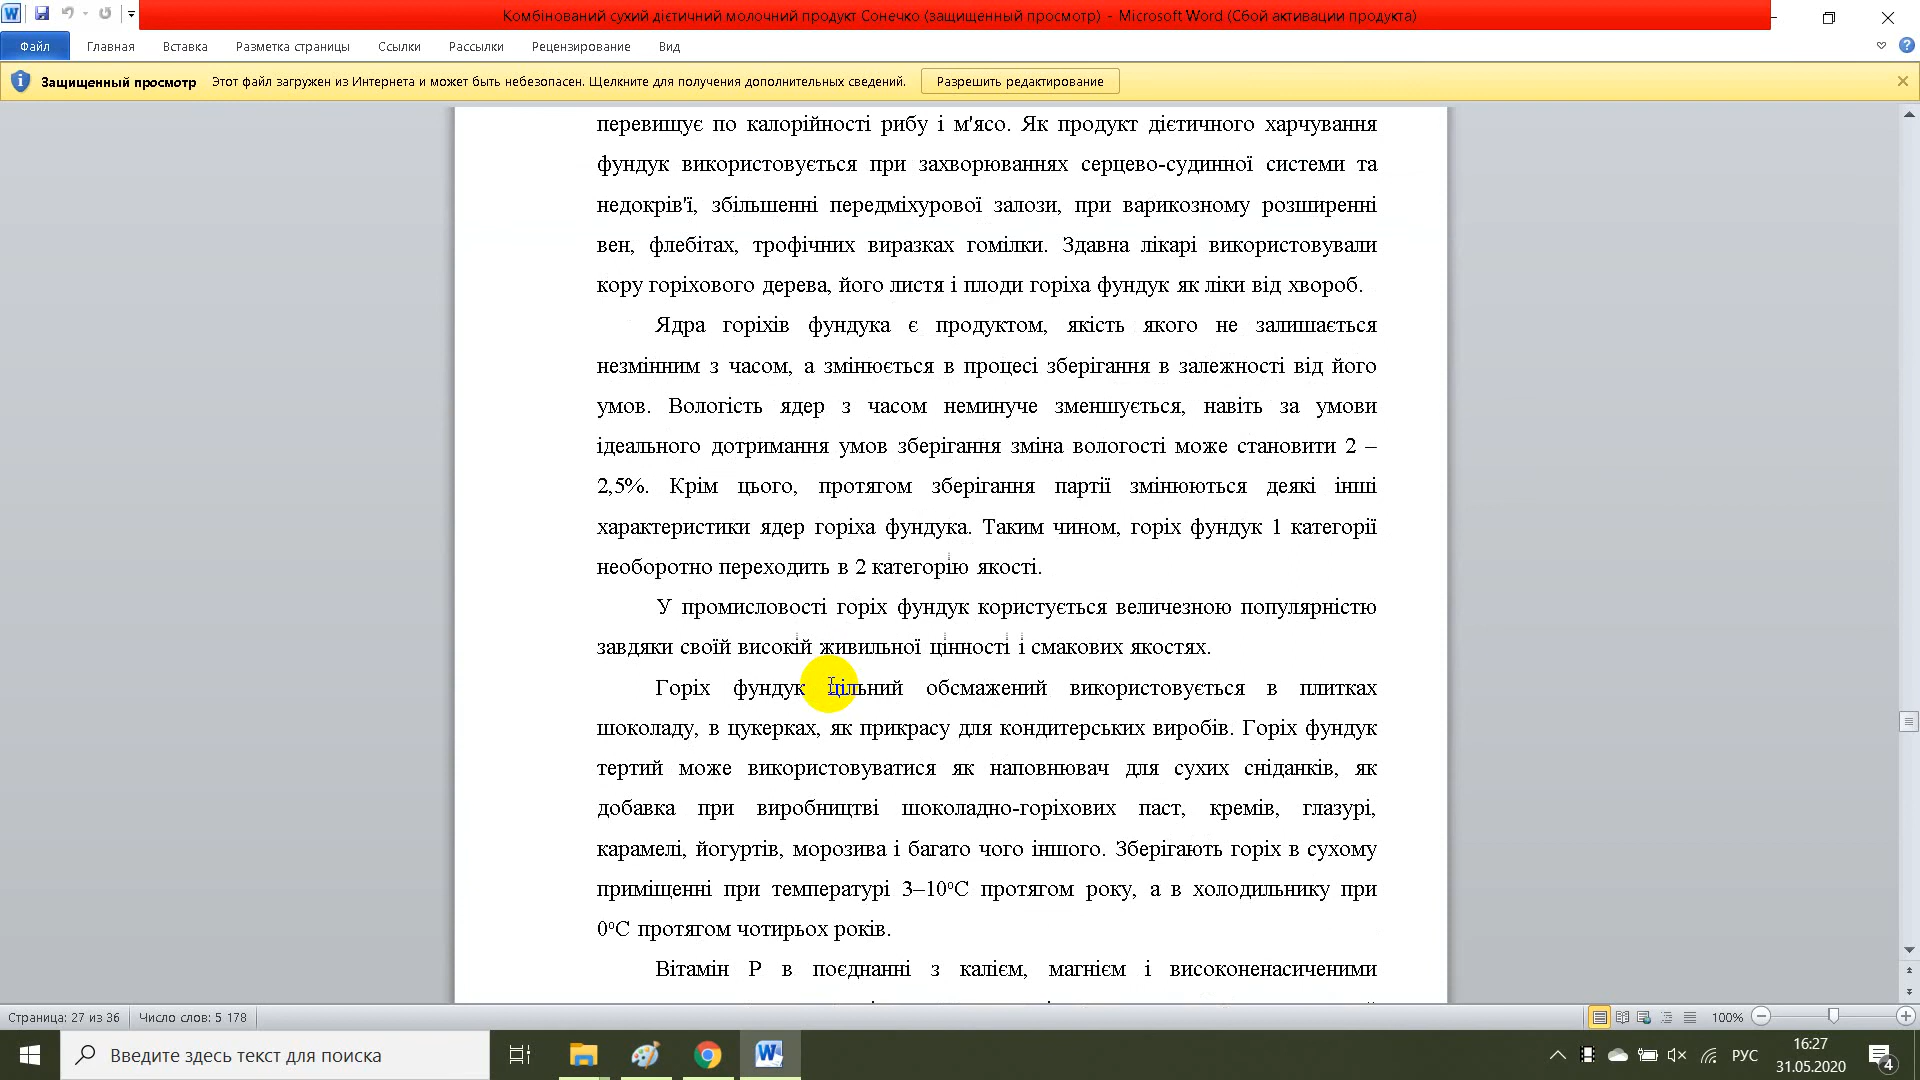 Комбінований сухий дієтичний молочний продукт Сонечко (защищенный просмотр) - Microsoft Word (Сбой активации продукта)
Файл Главная Вставка Разметка страницы Ссылки Рассылки Рецензирование Вид
Защищенный просмотр Этот файл загружен из Интернета и может быть небезопасен. Щелкните для получения дополнительных сведений. Разрешить редактирование
перевищує по калорійності рибу і м'ясо. Як продукт дієтичного харчування
фундук використовується при захворюваннях серцево-судинної системи та
недокрів'ї, збільшенні передміхурової залози, при варикозному розширенні
вен, флебітах, трофічних виразках гомілки. Здавна лікарі використовували
кору горіхового дерева, його листя і плоди горіха фундук як ліки від хвороб.
Ядра горіхів фундука є продуктом, якість якого не залишається
незмінним з часом, а змінюється в процесі зберігання в залежності від його
умов. Вологість ядер з часом неминуче зменшується, навіть за умови
ідеального дотримання умов зберігання зміна вологості може становити 2 –
2,5%. Крім цього, протягом зберігання партії змінюються деякі інші
характеристики ядер горіха фундука. Таким чином, горіх фундук 1 категорії
необоротно переходить в 2 категорію якості.
У промисловості горіх фундук користується величезною популярністю
завдяки своїй високій живильної цінності і смакових якостях.
Горіх фундук цільний обсмажений використовується в плитках
шоколаду, в цукерках, як прикрасу для кондитерських виробів. Горіх фундук
тертий може використовуватися як наповнювач для сухих сніданків, як
добавка при виробництві шоколадно-горіхових паст, кремів, глазурі,
карамелі, йогуртів, морозива і багато чого іншого. Зберігають горіх в сухому
приміщенні при температурі 3–10ºС протягом року, а в холодильнику при
0ºС протягом чотирьох років.
Вітамін Р в поєднанні з калієм, магнієм і високоненасиченими
Страница: 27 из 36 Число слов: 5 178 100%
Введите здесь текст для поиска РУС 16:27
31.05.2020 4